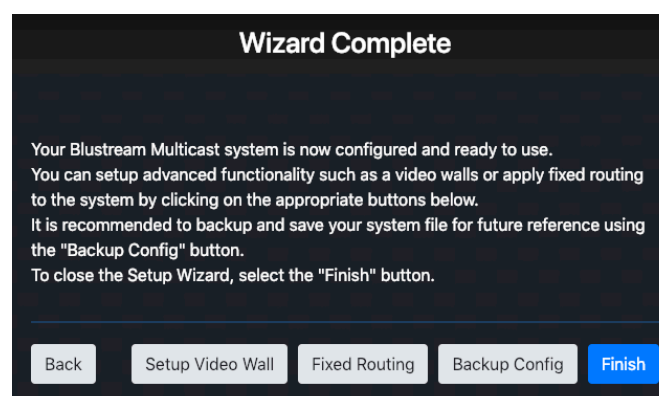 Wizard Complete
Your Blustream Multicast system is now configured and ready to use.
You can setup advanced functionality such as a video walls or apply fixed routing
to the system by clicking on the appropriate buttons below.
It is recommended to backup and save your system file for future reference using
the "Backup Config" button.
To close the Setup Wizard, select the "Finish" button.
Back Setup Video Wall Fixed Routing Backup Config Finish